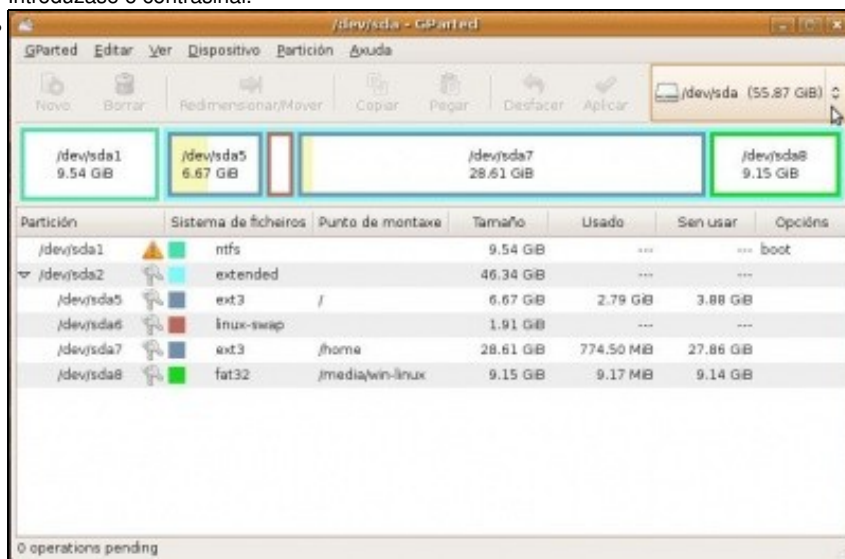 introdúzase o contrasinal.
/dev/sda - GParted
GParted Editar Ver Dispositivo Partición Axuda
Novo Borrar Redimensionar/Mover Copiar Pegar Desfacer Aplicar /dev/sda (55.87 GiB)
/dev/sda1 /dev/sda5 /dev/sda7 /dev/sda8
9.54 GiB 6.67 GiB 28.61 GiB 9.15 GiB
Partición Sistema de ficheiros Punto de montaxe Tamaño Usado Sen usar Opcións
/dev/sda1 ntfs 9.54 GiB --- --- boot
/dev/sda2 extended 46.34 GiB --- ---
/dev/sda5 ext3 / 6.67 GiB 2.79 GiB 3.88 GiB
/dev/sda6 linux-swap 1.91 GiB --- ---
/dev/sda7 ext3 /home 28.61 GiB 774.50 MiB 27.86 GiB
/dev/sda8 fat32 /media/win-linux 9.15 GiB 9.17 MiB 9.14 GiB
0 operations pending